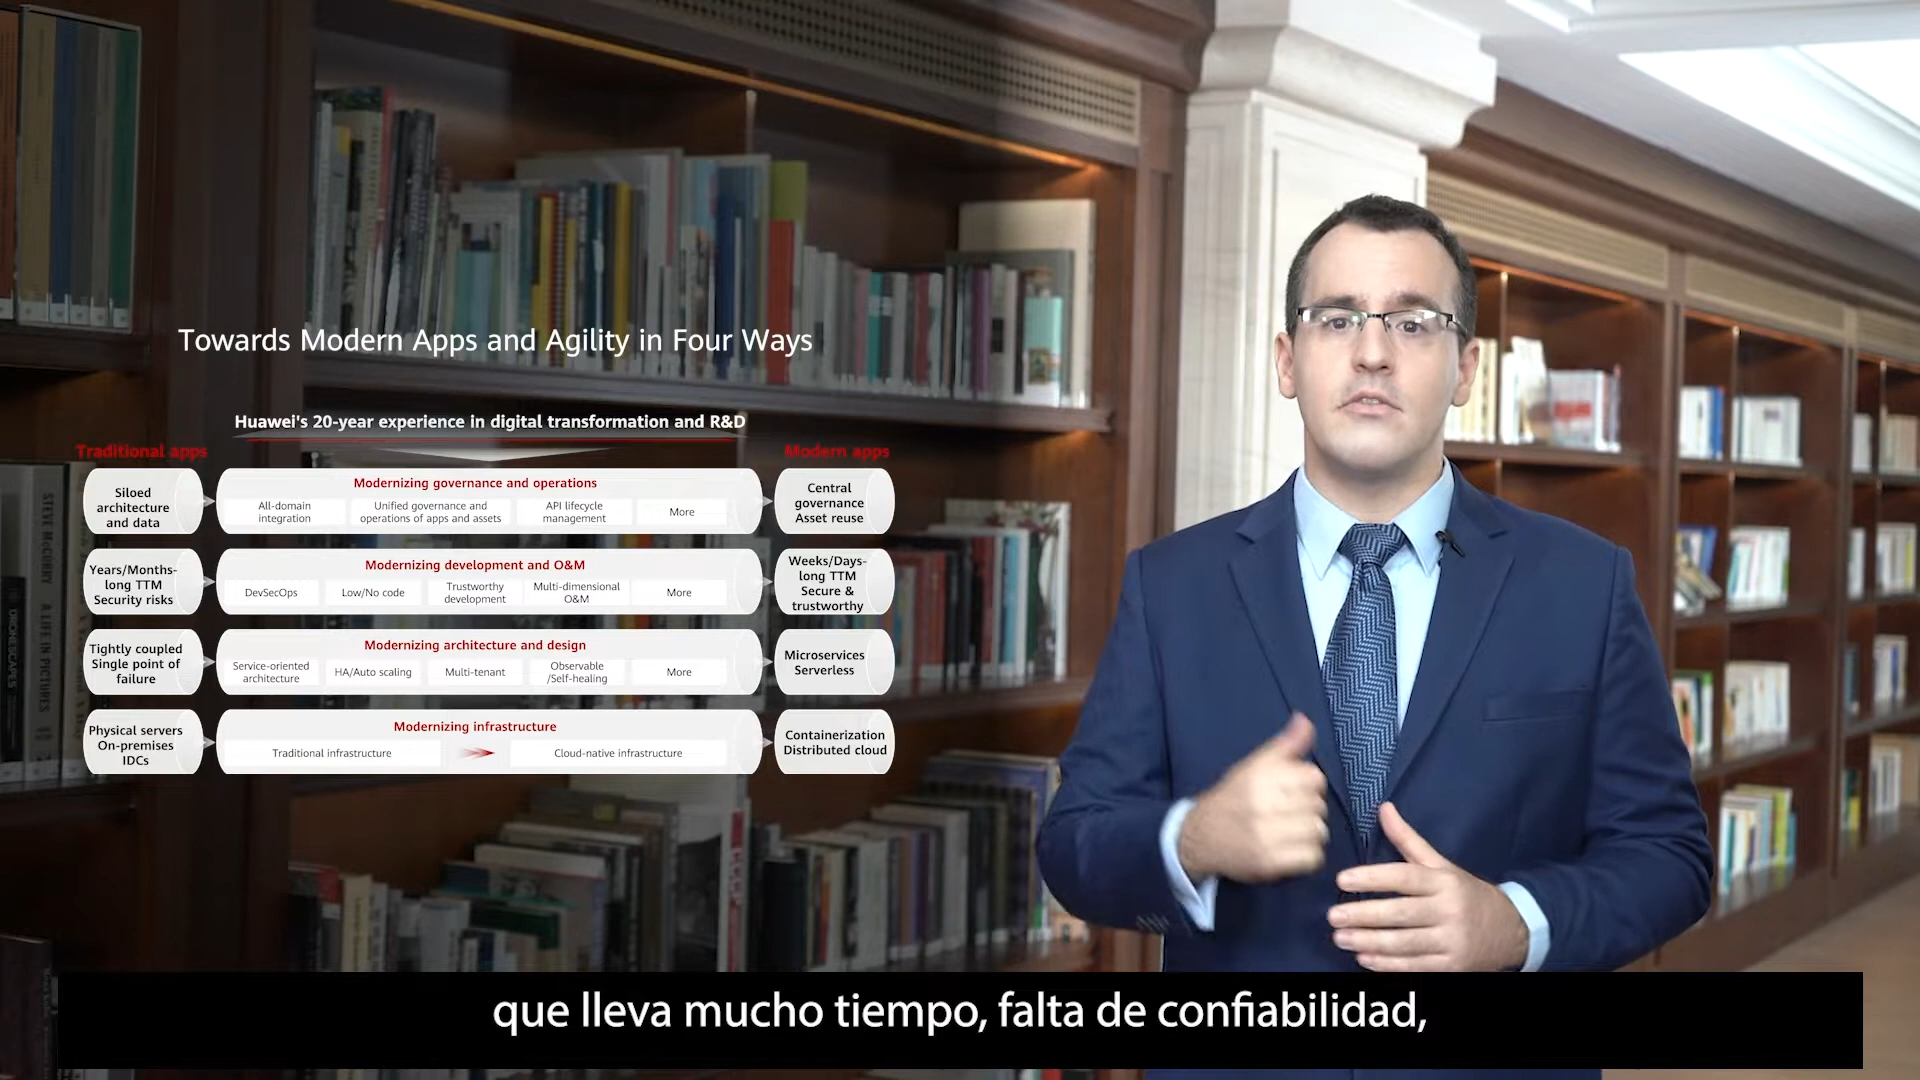 Towards Modern Apps and Agility in Four Ways
Huawei's 20-year experience in digital transformation and R&D
Traditional apps
Modern apps
Siloed
architecture
and data
Modernizing governance and operations
All-domain
integration
Unified governance and
operations of apps and assets
API lifecycle
management
More
Central
governance
Asset reuse
Years/Months-
long TTM
Security risks
Modernizing development and O&M
DevSecOps
Low/No code
Trustworthy
development
Multi-dimensional
O&M
More
Weeks/Days-
long TTM
Secure &
trustworthy
Tightly coupled
Single point of
failure
Modernizing architecture and design
Service-oriented
architecture
HA/Auto scaling
Multi-tenant
Observable
/Self-healing
More
Microservices
Serverless
Physical servers
On-premises
IDCs
Modernizing infrastructure
Traditional infrastructure
Cloud-native infrastructure
Containerization
Distributed cloud
STEVE McCURRY
A LIFE IN PICTURES
DRONESCAPES
que lleva mucho tiempo, falta de confiabilidad,